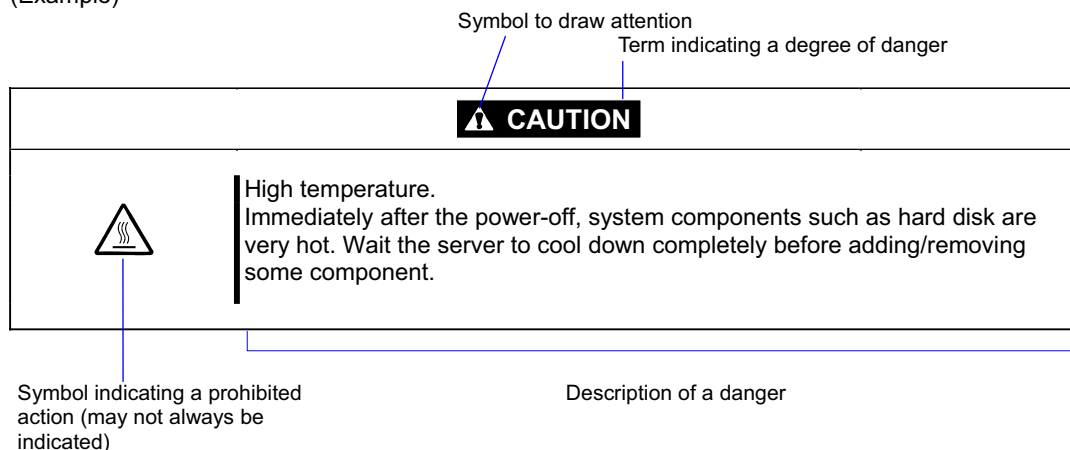 (Example)
Symbol to draw attention
Term indicating a degree of danger
CAUTION
High temperature.
Immediately after the power-off, system components such as hard disk are
very hot. Wait the server to cool down completely before adding/removing
some component.
Symbol indicating a prohibited
action (may not always be
indicated)
Description of a danger